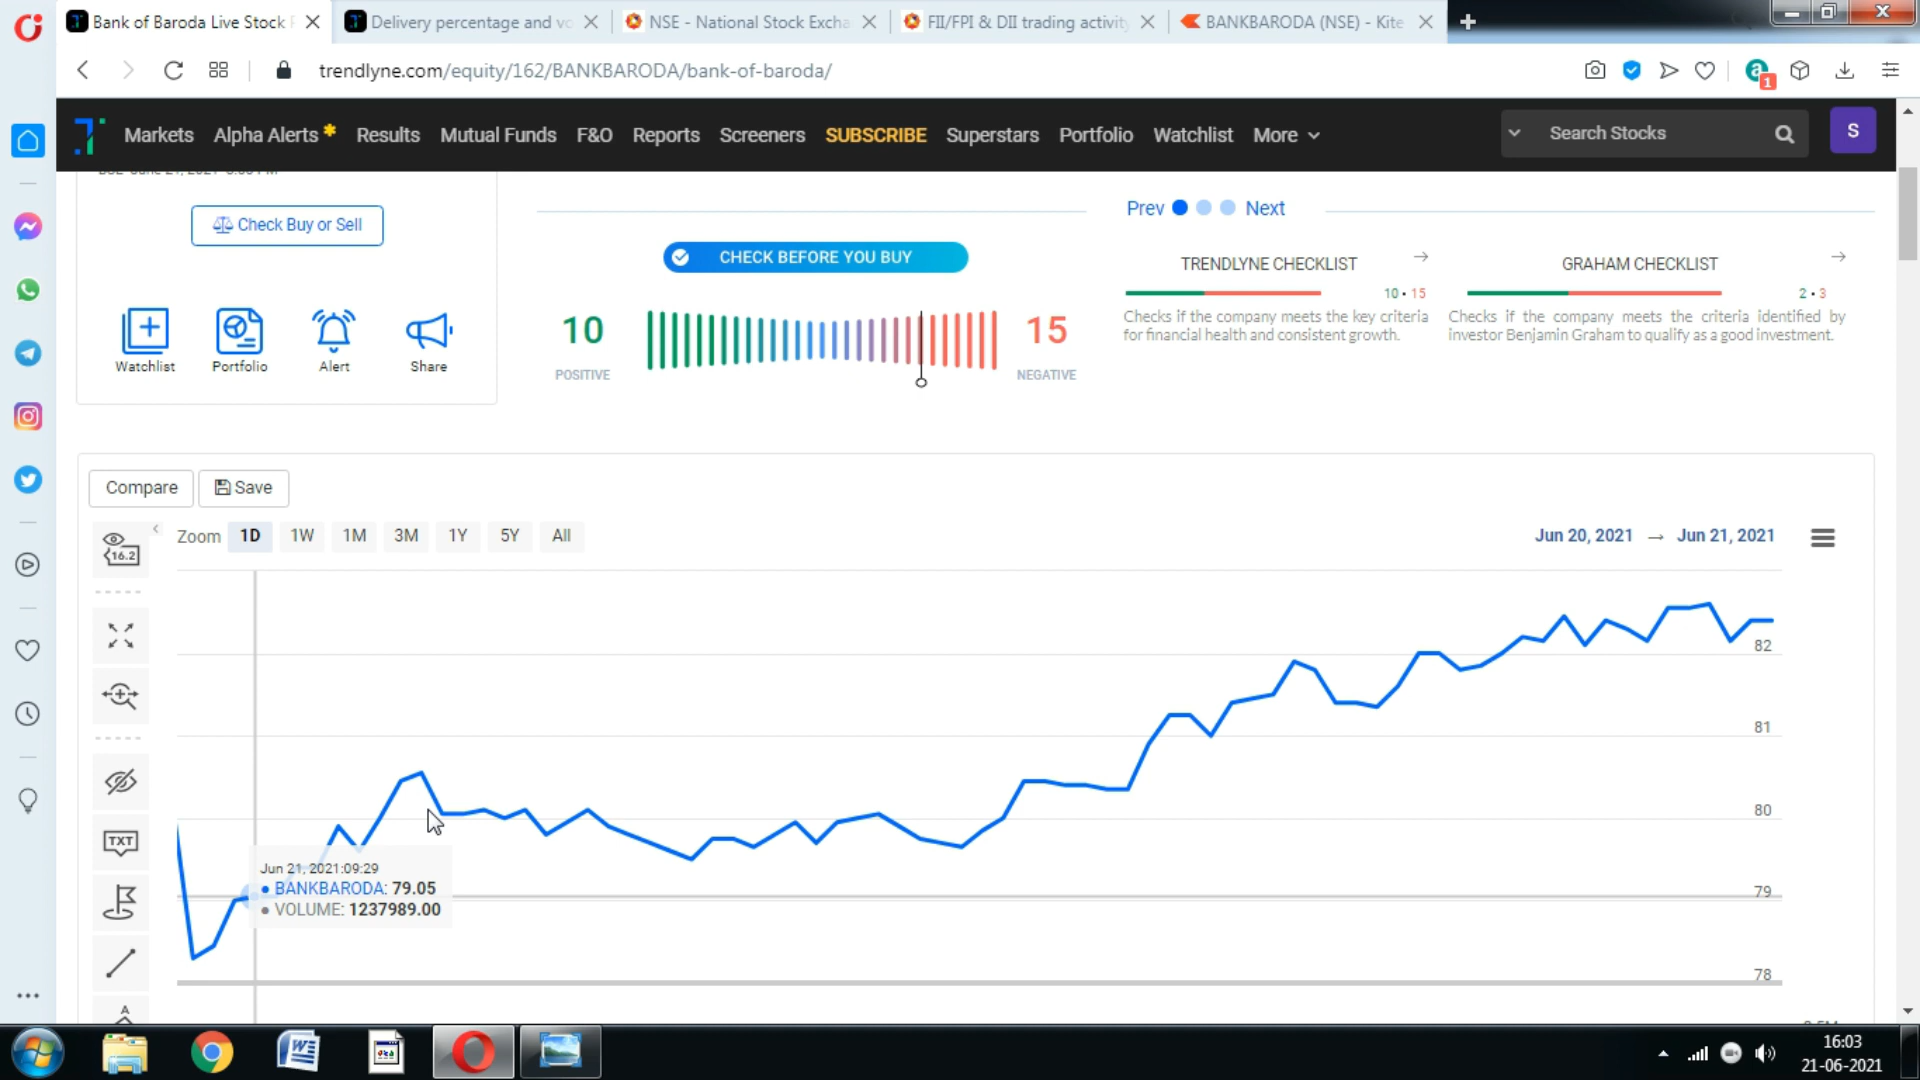 Bank of Baroda Live Stock
Delivery percentage and vo
NSE - National Stock Excha
FII/FPI & DII trading activity
BANKBARODA (NSE) - Kite
trendlyne.com/equity/162/BANKBARODA/bank-of-baroda/
1
Markets Alpha Alerts Results Mutual Funds F&O Reports Screeners SUBSCRIBE Superstars Portfolio Watchlist More
Search Stocks
S
Check Buy or Sell
Watchlist
Portfolio
Alert
Share
CHECK BEFORE YOU BUY
10
POSITIVE
15
NEGATIVE
Prev Next
TRENDLYNE CHECKLIST
10 • 15
Checks if the company meets the key criteria
for financial health and consistent growth.
GRAHAM CHECKLIST
2 • 3
Checks if the company meets the criteria identified by
investor Benjamin Graham to qualify as a good investment.
Compare
Save
16.2
Zoom 1D 1W 1M 3M 1Y 5Y All
Jun 20, 2021 → Jun 21, 2021
82
81
80
79
78
TXT
A
Jun 21, 2021:09:29
• BANKBARODA: 79.05
• VOLUME: 1237989.00
16:03
21-06-2021